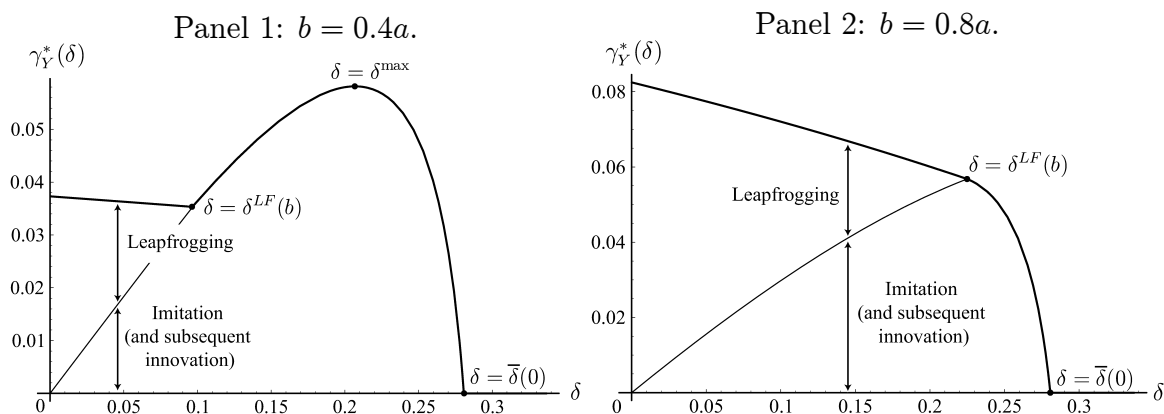 Panel 1: b = 0.4a.
γ*_Y(δ)
δ = δ^max
0.05
0.04
0.03
0.02
0.01
δ = δ^LF(b)
Leapfrogging
Imitation
(and subsequent
innovation)
δ = δ̅(0)
δ
0
0.05
0.1
0.15
0.2
0.25
0.3
Panel 2: b = 0.8a.
γ*_Y(δ)
0.08
0.06
0.04
0.02
δ = δ^LF(b)
Leapfrogging
Imitation
(and subsequent
innovation)
δ = δ̅(0)
δ
0
0.05
0.1
0.15
0.2
0.25
0.3